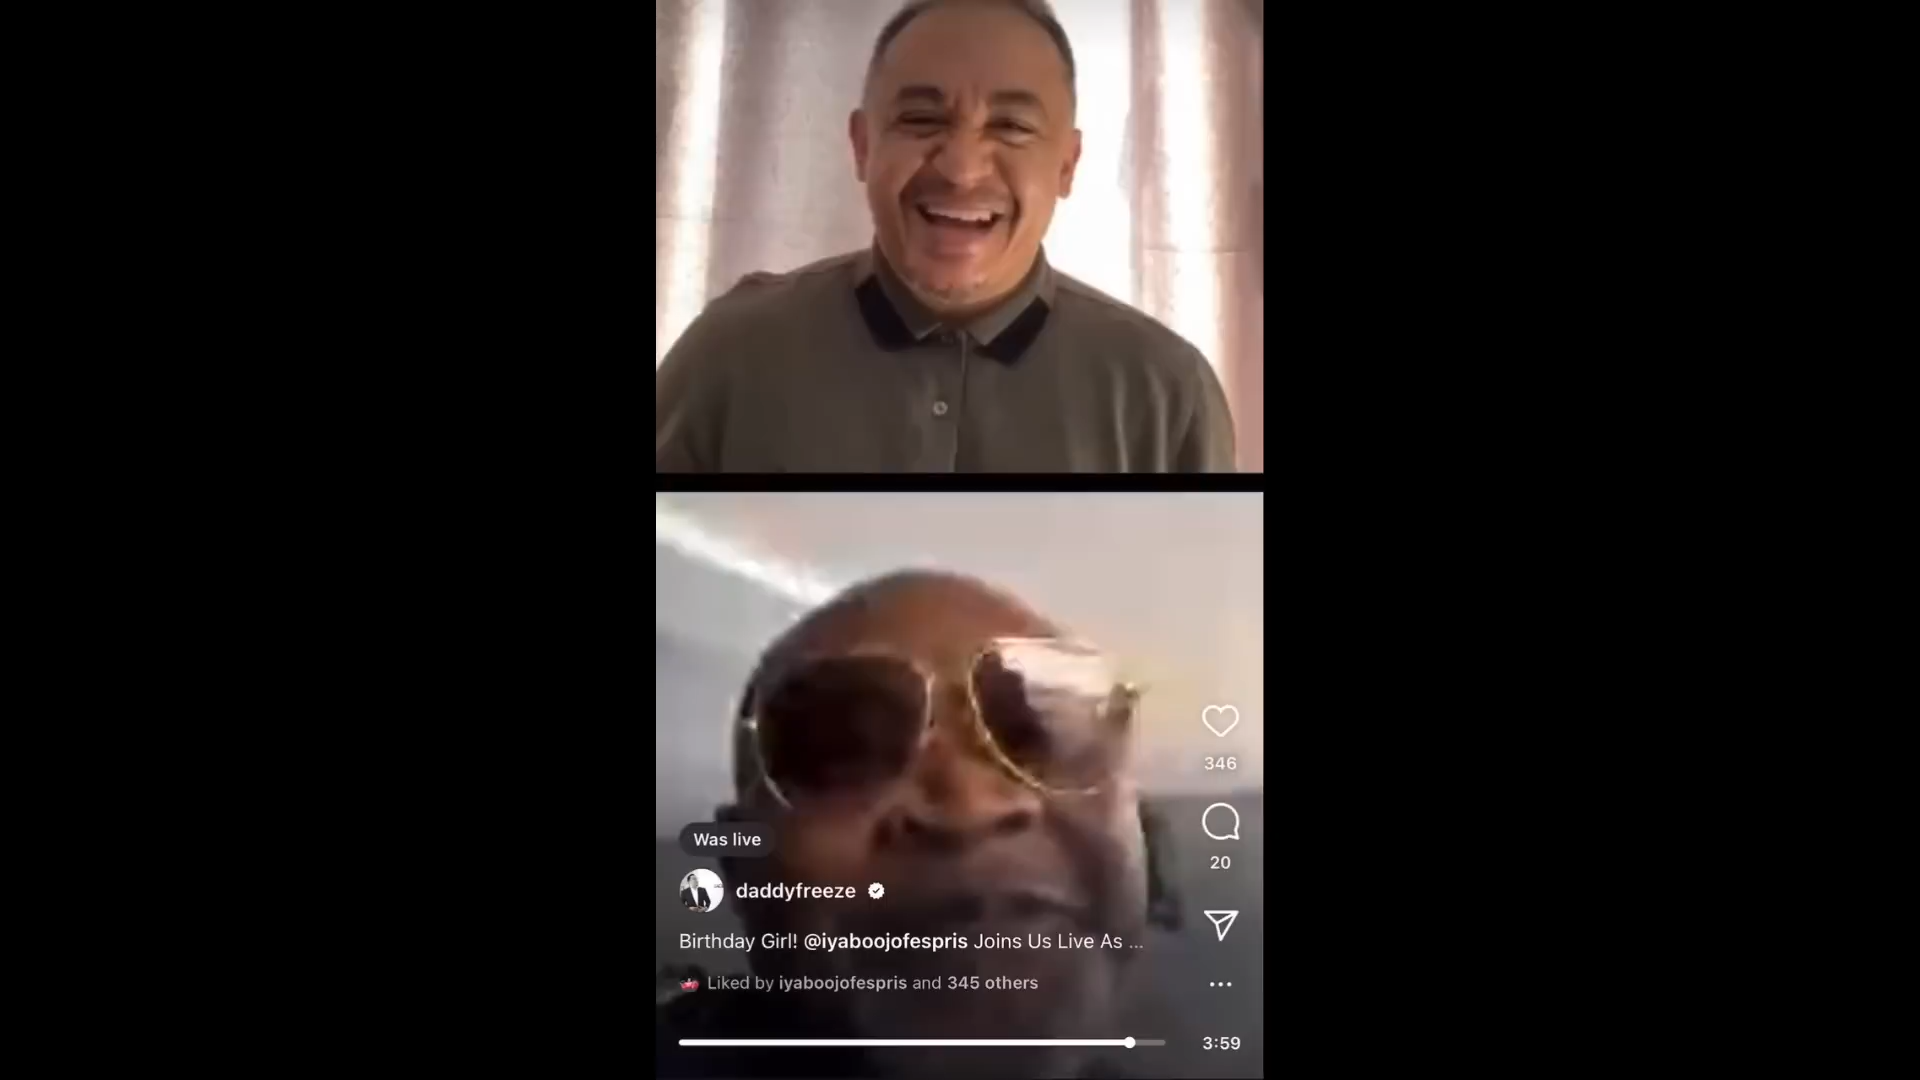 346
20
Was live
daddyfreeze
Birthday Girl! @iyaboojofespris Joins Us Live As ...
Liked by iyaboojofespris and 345 others
3:59